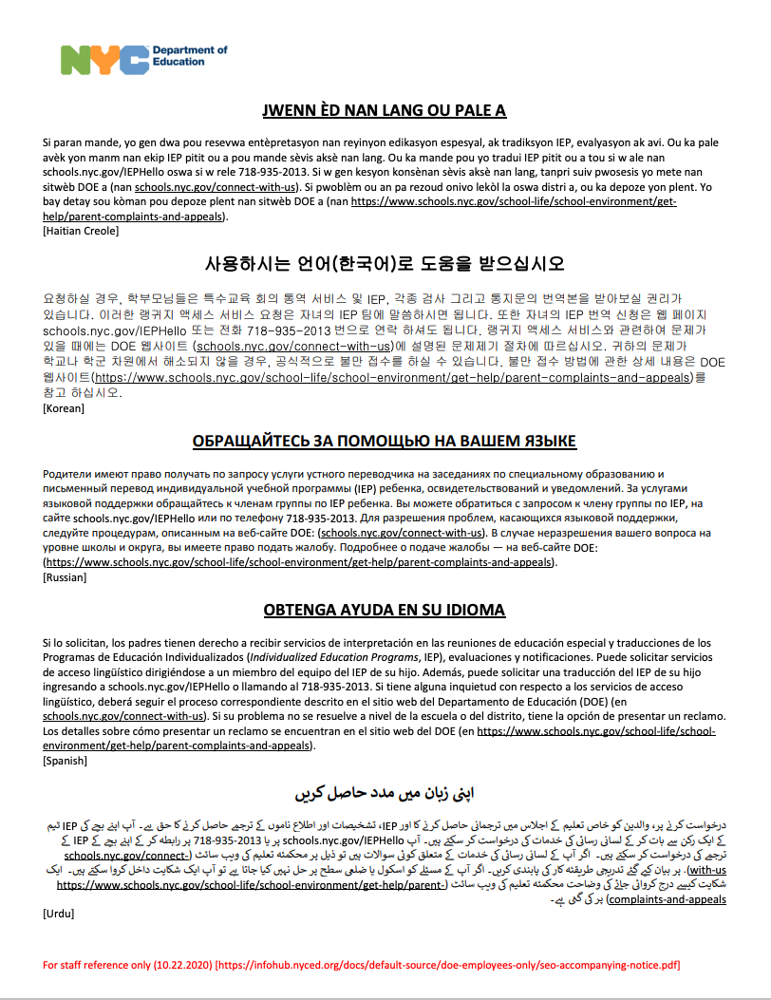 NYC Department of
Education
JWENN ÈD NAN LANG OU PALE A
Si paran mande, yo gen dwa pou resevwa entèpretasyon nan reyinyon edikasyon espesyal, ak tradiksyon IEP, evalyasyon ak avi. Ou ka pale
avèk yon manm nan ekip IEP pitit ou a pou mande sèvis aksè nan lang. Ou ka mande pou yo tradui IEP pitit ou a tou si w ale nan
schools.nyc.gov/IEPHello oswa si w rele 718-935-2013. Si w gen kesyon konsènan sèvis aksè nan lang, tanpri suiv pwosesis yo mete nan
sitwèb DOE a (nan schools.nyc.gov/connect-with-us). Si pwoblèm ou an pa rezoud onivo lekòl la oswa distri a, ou ka depoze yon plent. Yo
bay detay sou kòman pou depoze plent nan sitwèb DOE a (nan https://www.schools.nyc.gov/school-life/school-environment/get-
help/parent-complaints-and-appeals).
[Haitian Creole]
사용하시는 언어(한국어)로 도움을 받으십시오
요청하실 경우, 학부모님들은 특수교육 회의 통역 서비스 및 IEP, 각종 검사 그리고 통지문의 번역본을 받아보실 권리가
있습니다. 이러한 랭귀지 액세스 서비스 요청은 자녀의 IEP 팀에 말씀하시면 됩니다. 또한 자녀의 IEP 번역 신청은 웹 페이지
schools.nyc.gov/IEPHello 또는 전화 718-935-2013 번으로 연락 하셔도 됩니다. 랭귀지 액세스 서비스와 관련하여 문제가
있을 때에는 DOE 웹사이트 (schools.nyc.gov/connect-with-us)에 설명된 문제제기 절차에 따르십시오. 귀하의 문제가
학교나 학군 차원에서 해소되지 않을 경우, 공식적으로 불만 접수를 하실 수 있습니다. 불만 접수 방법에 관한 상세 내용은 DOE
웹사이트(https://www.schools.nyc.gov/school-life/school-environment/get-help/parent-complaints-and-appeals)를
참고 하십시오.
[Korean]
ОБРАЩАЙТЕСЬ ЗА ПОМОЩЬЮ НА ВАШЕМ ЯЗЫКЕ
Родители имеют право получать по запросу услуги устного переводчика на заседаниях по специальному образованию и
письменный перевод индивидуальной учебной программы (IEP) ребенка, освидетельствований и уведомлений. За услугами
языковой поддержки обращайтесь к членам группы по IEP ребенка. Вы можете обратиться с запросом к члену группы по IEP, на
сайте schools.nyc.gov/IEPHello или по телефону 718-935-2013. Для разрешения проблем, касающихся языковой поддержки,
следуйте процедурам, описанным на веб-сайте DOE: (schools.nyc.gov/connect-with-us). В случае неразрешения вашего вопроса на
уровне школы и округа, вы имеете право подать жалобу. Подробнее о подаче жалобы — на веб-сайте DOE:
(https://www.schools.nyc.gov/school-life/school-environment/get-help/parent-complaints-and-appeals).
[Russian]
OBTENGA AYUDA EN SU IDIOMA
Si lo solicitan, los padres tienen derecho a recibir servicios de interpretación en las reuniones de educación especial y traducciones de los
Programas de Educación Individualizados (Individualized Education Programs, IEP), evaluaciones y notificaciones. Puede solicitar servicios
de acceso lingüístico dirigiéndose a un miembro del equipo del IEP de su hijo. Además, puede solicitar una traducción del IEP de su hijo
ingresando a schools.nyc.gov/IEPHello o llamando al 718-935-2013. Si tiene alguna inquietud con respecto a los servicios de acceso
lingüístico, deberá seguir el proceso correspondiente descrito en el sitio web del Departamento de Educación (DOE) (en
schools.nyc.gov/connect-with-us). Si su problema no se resuelve a nivel de la escuela o del distrito, tiene la opción de presentar un reclamo.
Los detalles sobre cómo presentar un reclamo se encuentran en el sitio web del DOE (en https://www.schools.nyc.gov/school-life/school-
environment/get-help/parent-complaints-and-appeals).
[Spanish]
اپنی زبان میں مدد حاصل کریں
درخواست کرنے پر، والدین کو خاص تعلیم کے اجلاس میں ترجمانی حاصل کرنے کا اور IEP، تشخیصات اور اطلاع ناموں کے ترجمے حاصل کرنے کا حق ہے۔ آپ اپنے بچے کی IEP ٹیم
کے ایک رکن سے بات کر کے لسانی رسائی کی خدمات کی درخواست کر سکتے ہیں۔ آپ schools.nyc.gov/IEPHello پر یا 718-935-2013 پر رابطہ کر کے اپنے بچے کے IEP کے
ترجمے کی درخواست کر سکتے ہیں۔ اگر آپ کے لسانی رسائی کی خدمات کے متعلق کوئی سوالات ہیں تو ذیل پر محکمئہ تعلیم کی ویب سائٹ (schools.nyc.gov/connect-
with-us). پر بیان کیے گئے تدریجی طریقئہ کار کی پابندی کریں۔ اگر آپ کے مسئلے کو اسکول یا ضلعی سطح پر حل نہیں کیا جاتا ہے تو آپ ایک شکایت داخل کروا سکتے ہیں۔ ایک
شکایت کیسے درج کروائی جائے کی وضاحت محکمئہ تعلیم کی ویب سائٹ (https://www.schools.nyc.gov/school-life/school-environment/get-help/parent-
complaints-and-appeals) پر کی گئی ہے۔
[Urdu]
For staff reference only (10.22.2020) [https://infohub.nyced.org/docs/default-source/doe-employees-only/seo-accompanying-notice.pdf]